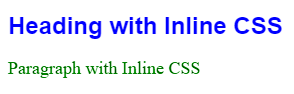 Heading with Inline CSS
Paragraph with Inline CSS